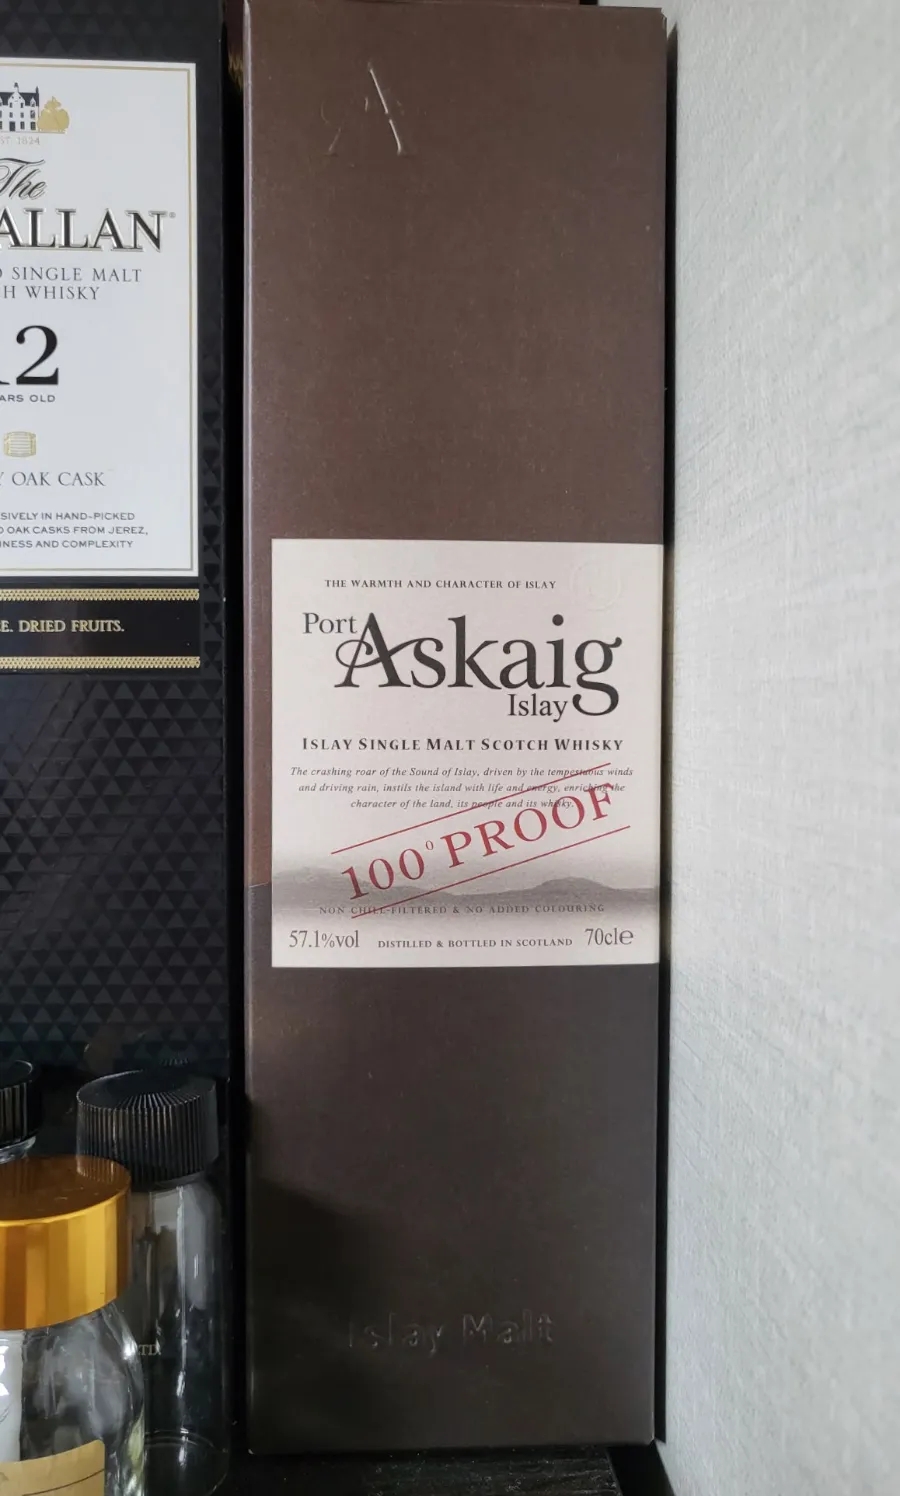 EST 1824
The
ALLAN
SINGLE MALT
H WHISKY
12
ARS OLD
OAK CASK
SIVELY IN HAND-PICKED
OAK CASKS FROM JEREZ,
NESS AND COMPLEXITY
E. DRIED FRUITS.
A
THE WARMTH AND CHARACTER OF ISLAY
Port
Askaig
Islay
ISLAY SINGLE MALT SCOTCH WHISKY
The crashing roar of the Sound of Islay, driven by the tempestuous winds
and driving rain, instils the island with life and energy, enriching the
character of the land, its people and its whisky.
100° PROOF
NON CHILL-FILTERED & NO ADDED COLOURING
57.1%vol DISTILLED & BOTTLED IN SCOTLAND 70cle
Islay Malt
TD.